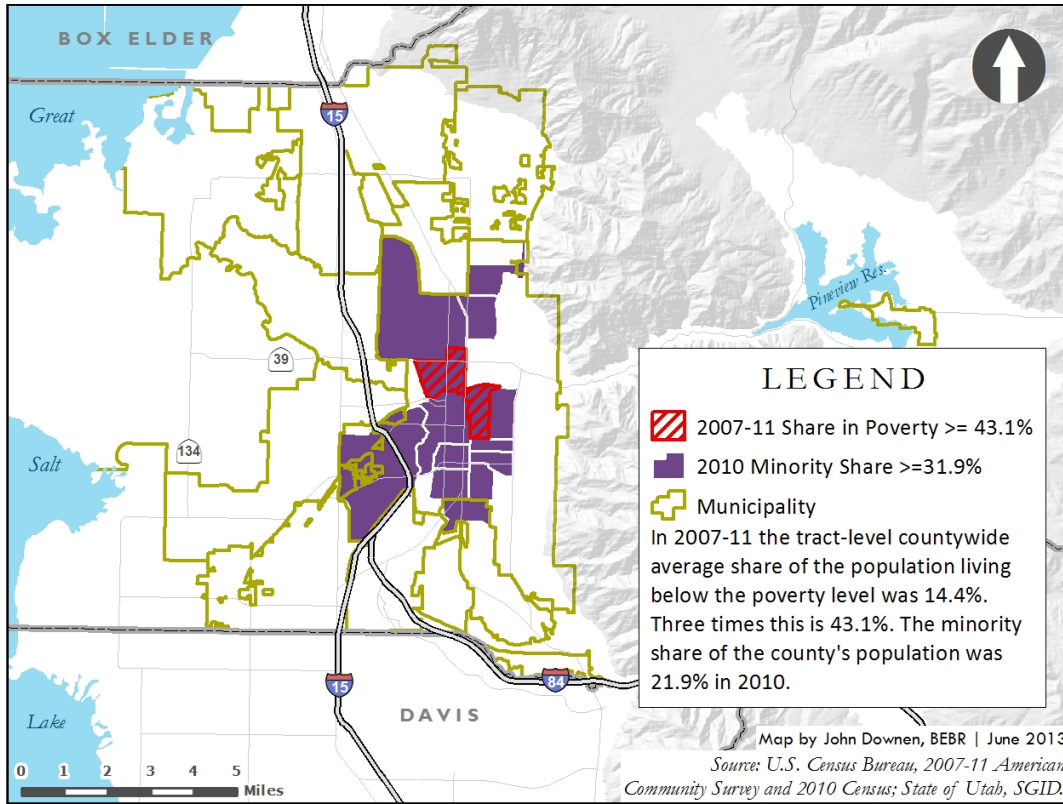 BOX ELDER
Great
15
Pineview Res.
39
134
Salt
LEGEND
2007-11 Share in Poverty >= 43.1%
2010 Minority Share >=31.9%
Municipality
In 2007-11 the tract-level countywide
average share of the population living
below the poverty level was 14.4%.
Three times this is 43.1%. The minority
share of the county's population was
21.9% in 2010.
15
84
Lake
DAVIS
0 1 2 3 4 5
Miles
Map by John Downen, BEBR | June 2013
Source: U.S. Census Bureau, 2007-11 American
Community Survey and 2010 Census; State of Utah, SGID.